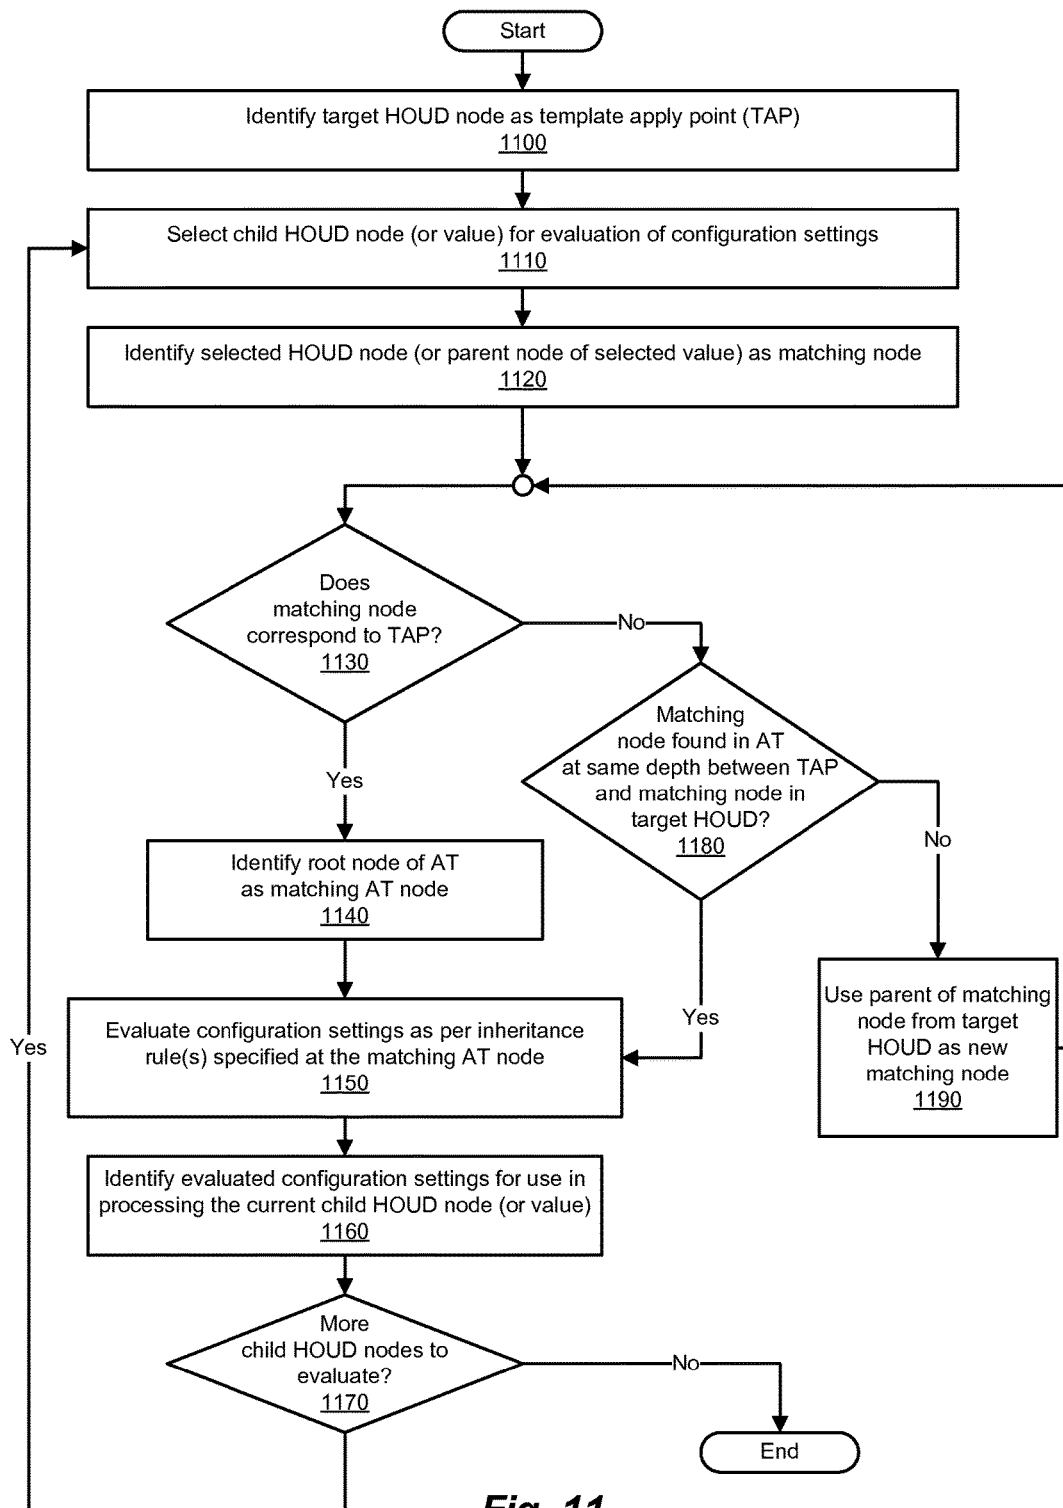 Start
Identify target HOUD node as template apply point (TAP)
1100
Select child HOUD node (or value) for evaluation of configuration settings
1110
Identify selected HOUD node (or parent node of selected value) as matching node
1120
Does
matching node
correspond to TAP?
1130
No
Matching
node found in AT
at same depth between TAP
and matching node in
target HOUD?
1180
Yes
No
Identify root node of AT
as matching AT node
1140
Use parent of matching
node from target
HOUD as new
matching node
1190
Yes
Evaluate configuration settings as per inheritance
rule(s) specified at the matching AT node
1150
Yes
Identify evaluated configuration settings for use in
processing the current child HOUD node (or value)
1160
More
child HOUD nodes to
evaluate?
1170
No
End
Fig. 11